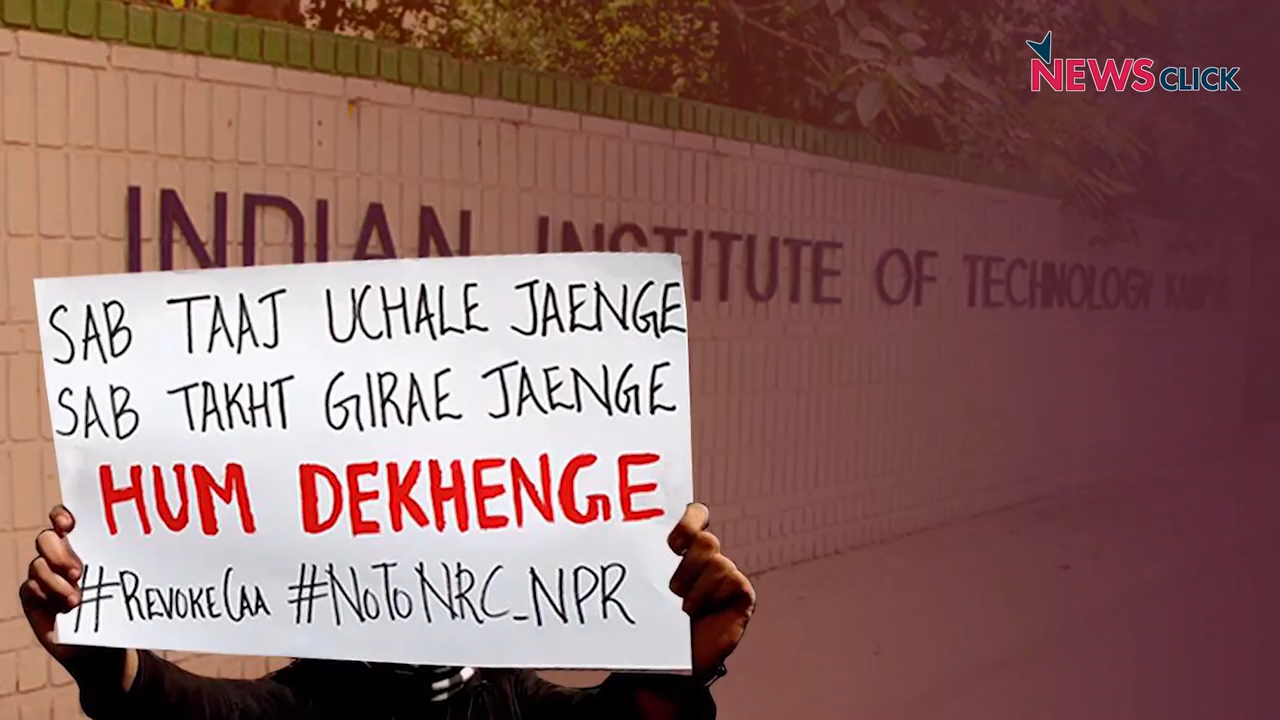 NEWSCLICK
INDIAN INSTITUTE OF TECHNOLOGY
SAB TAAJ UCHALE JAENGE
SAB TAKHT GIRAE JAENGE
HUM DEKHENGE
#REVOKECAA #NOTONRC_NPR